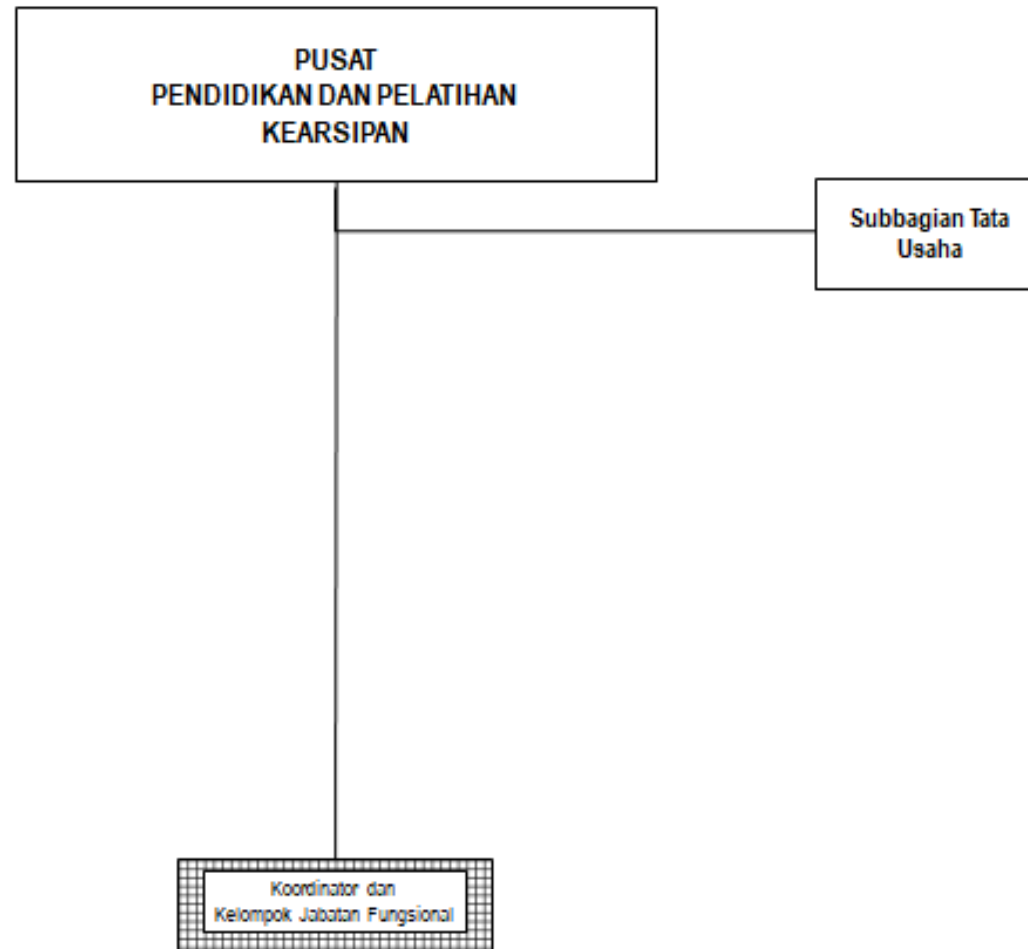 PUSAT
PENDIDIKAN DAN PELATIHAN
KEARSIPAN
Subbagian Tata
Usaha
Koordinator dan
Kelompok Jabatan Fungsional